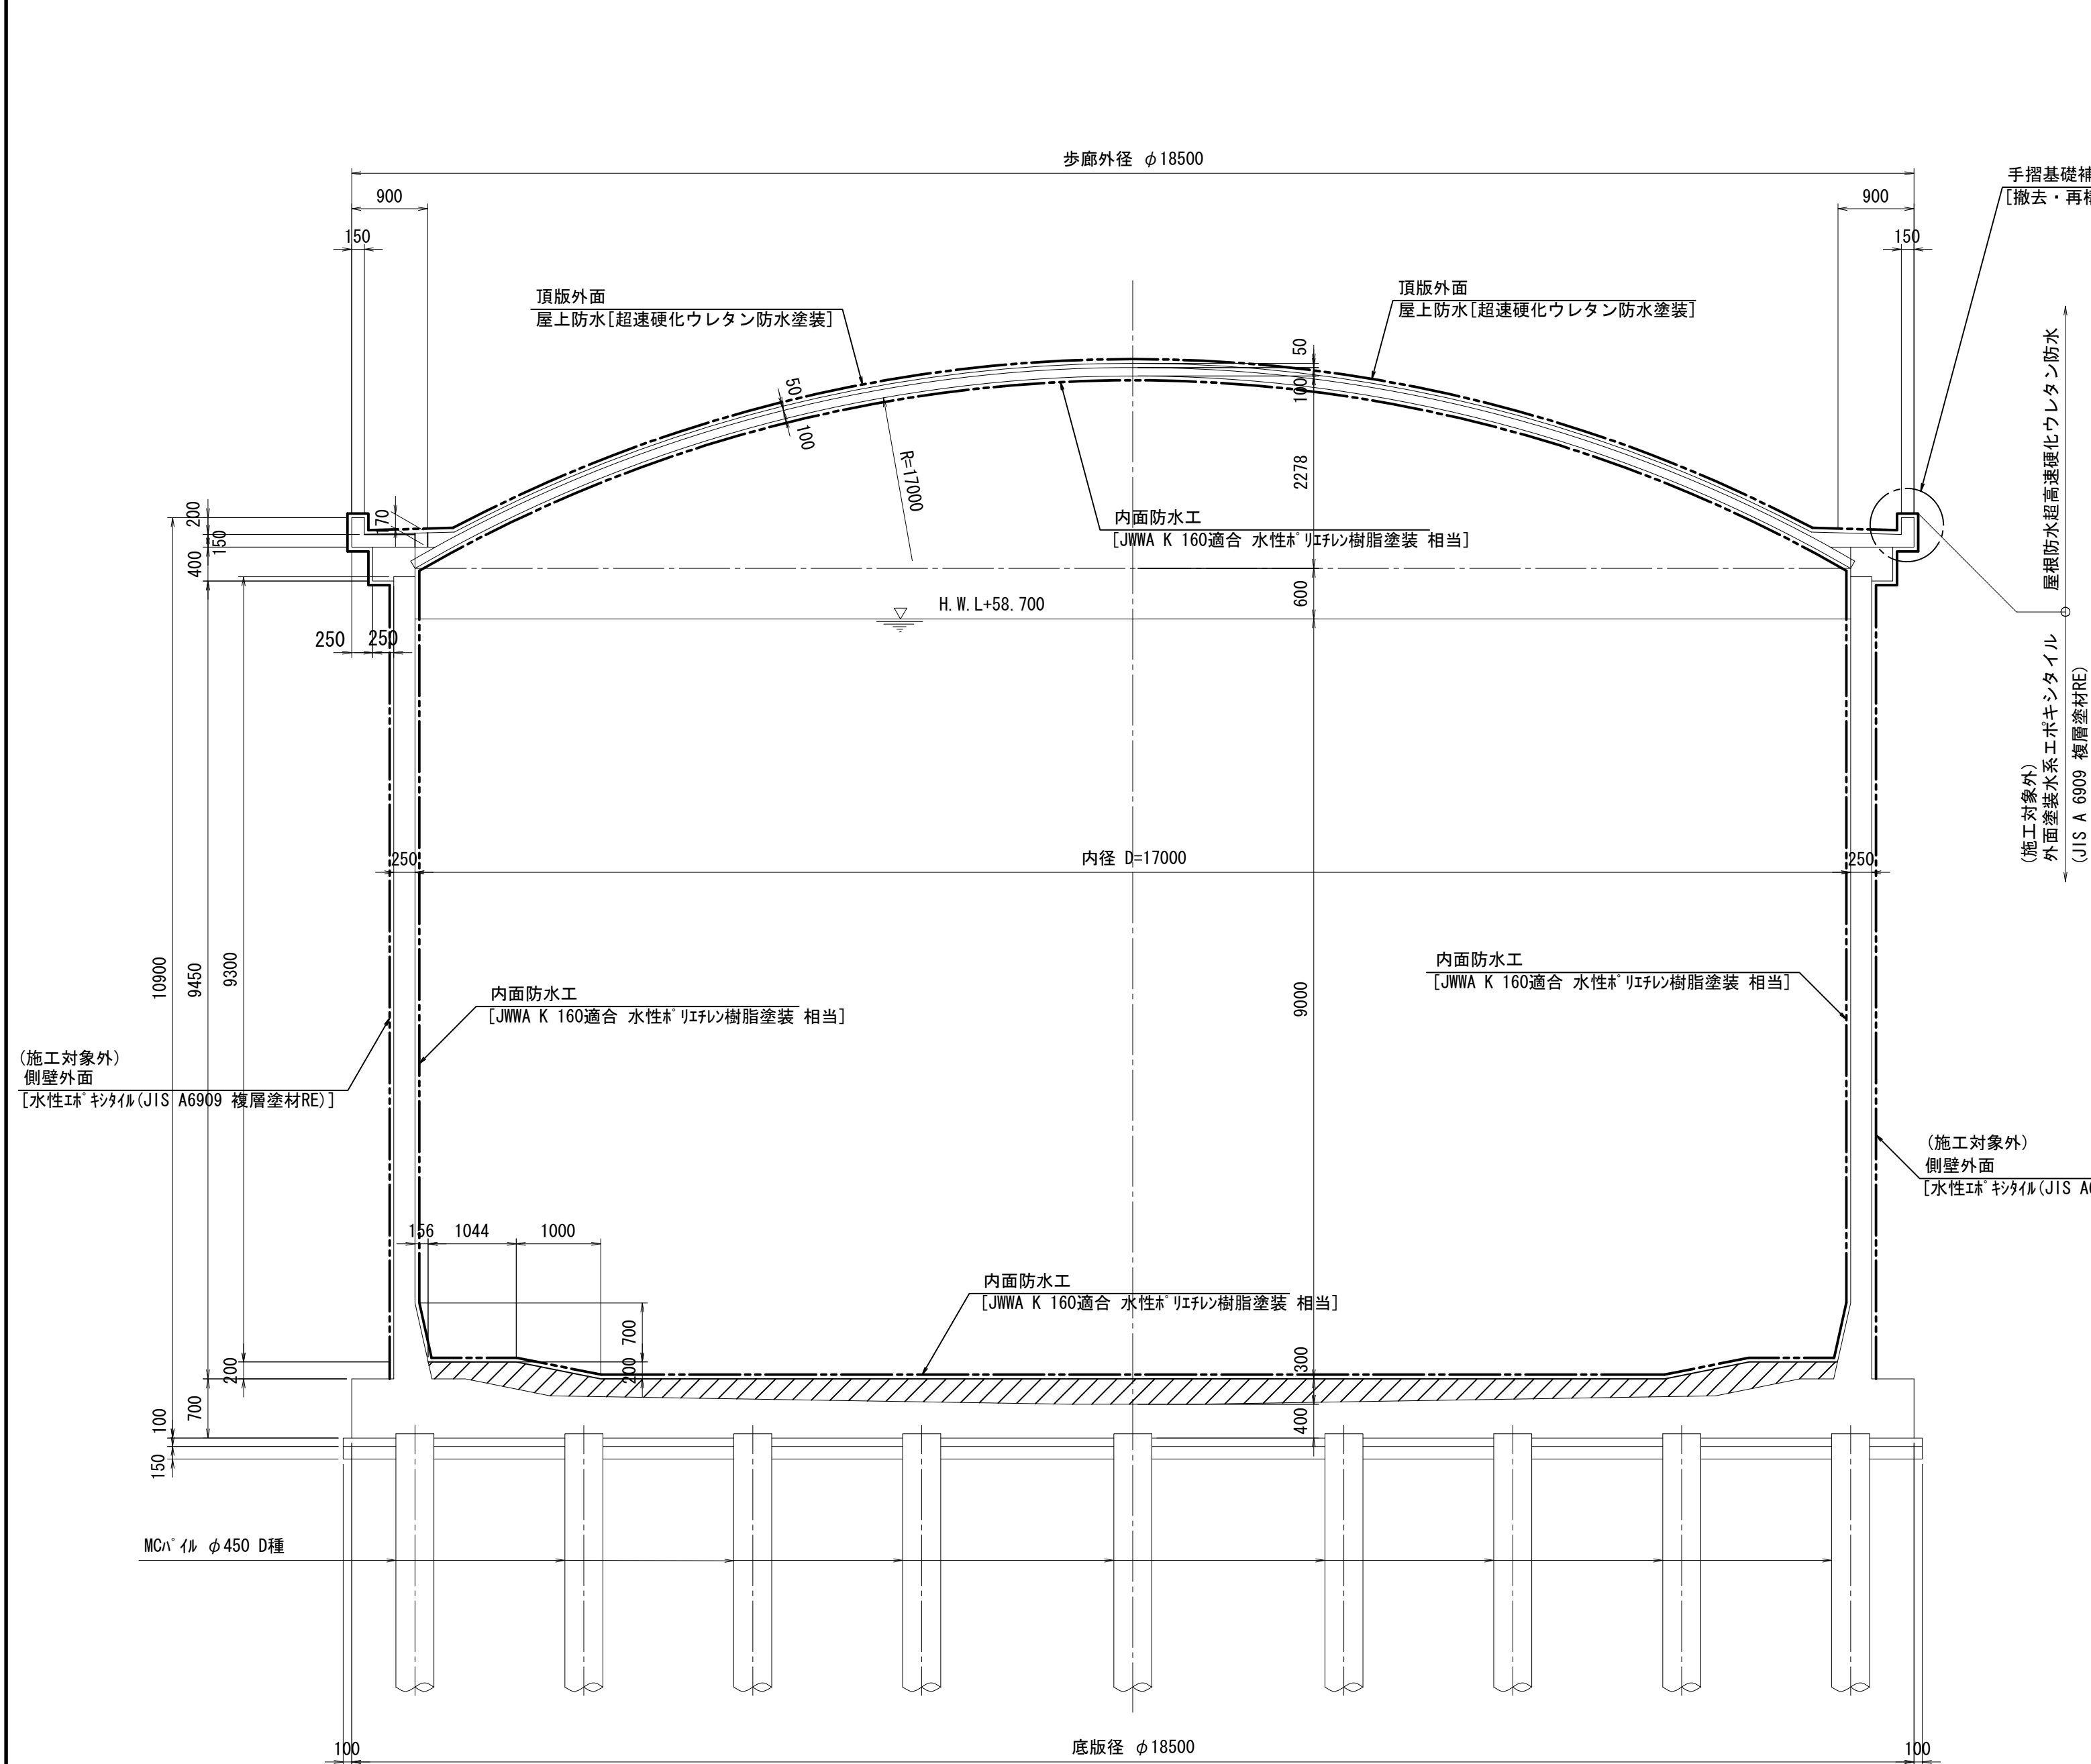 歩廊外径 φ18500
900
900
150
150
手摺基礎補
[撤去・再構
頂版外面
屋上防水[超速硬化ウレタン防水塗装]
頂版外面
屋上防水[超速硬化ウレタン防水塗装]
50
100
50
100
R=17000
2278
内面防水工
[JWWA K 160適合 水性ﾎﾟﾘｴﾁﾚﾝ樹脂塗装 相当]
屋根防水超高速硬化ウレタン防水
200
150
400
170
600
H.W.L+58.700
250
250
(施工対象外)
外面塗装水系エポキシタイル
(JIS A 6909 複層塗材RE)
250
内径 D=17000
250
10900
9450
9300
9000
内面防水工
[JWWA K 160適合 水性ﾎﾟﾘｴﾁﾚﾝ樹脂塗装 相当]
内面防水工
[JWWA K 160適合 水性ﾎﾟﾘｴﾁﾚﾝ樹脂塗装 相当]
(施工対象外)
側壁外面
[水性ｴﾎﾟｷｼﾀｲﾙ(JIS A6909 複層塗材RE)]
(施工対象外)
側壁外面
[水性ｴﾎﾟｷｼﾀｲﾙ(JIS A6
156
1044
1000
内面防水工
[JWWA K 160適合 水性ﾎﾟﾘｴﾁﾚﾝ樹脂塗装 相当]
700
200
200
300
700
400
100
150
MCﾊﾟｲﾙ φ450 D種
100
底版径 φ18500
100